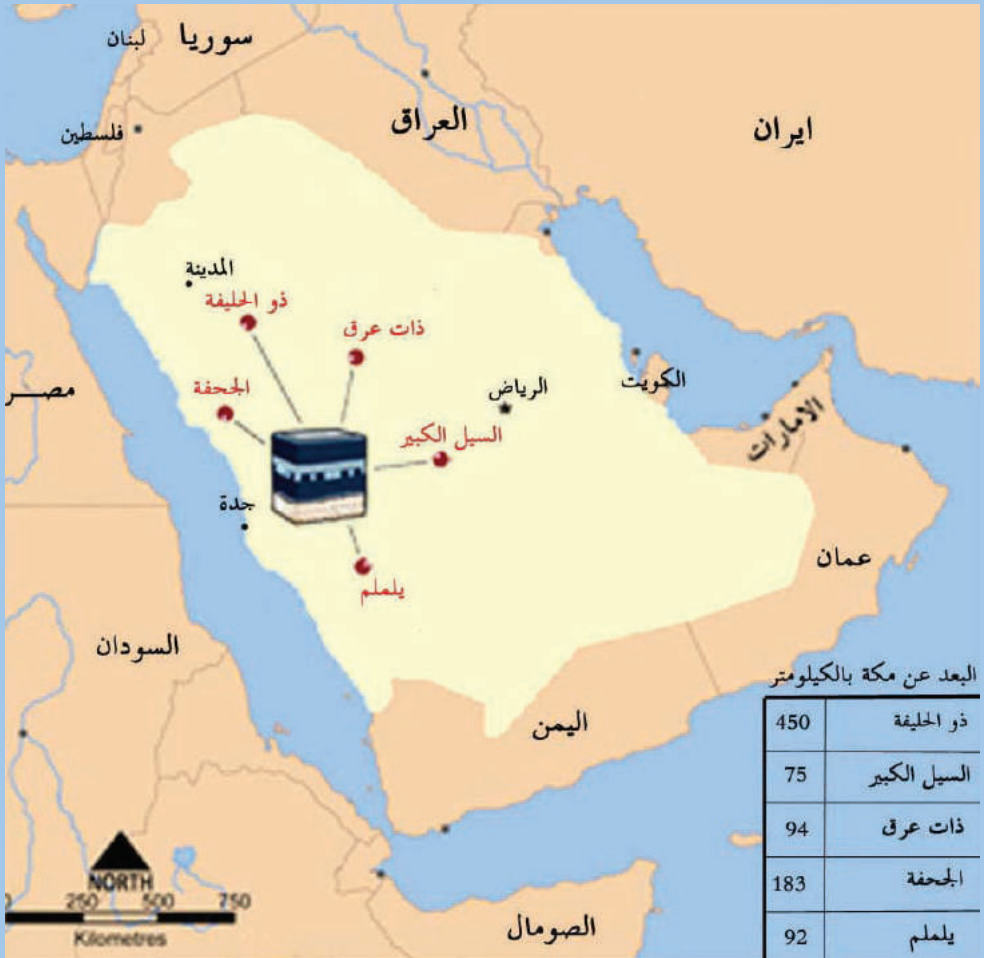 لبنان
سوريا
فلسطين
العراق
ايران
المدينة
ذو الحليفة
ذات عرق
الجحفة
مصر
الرياض
الكويت
الامارات
السيل الكبير
جدة
يلملم
عمان
السودان
اليمن
الصومال
البعد عن مكة بالكيلومتر
ذو الحليفة 450
السيل الكبير 75
ذات عرق 94
الجحفة 183
يلملم 92
NORTH
0 250 500 750
Kilometres